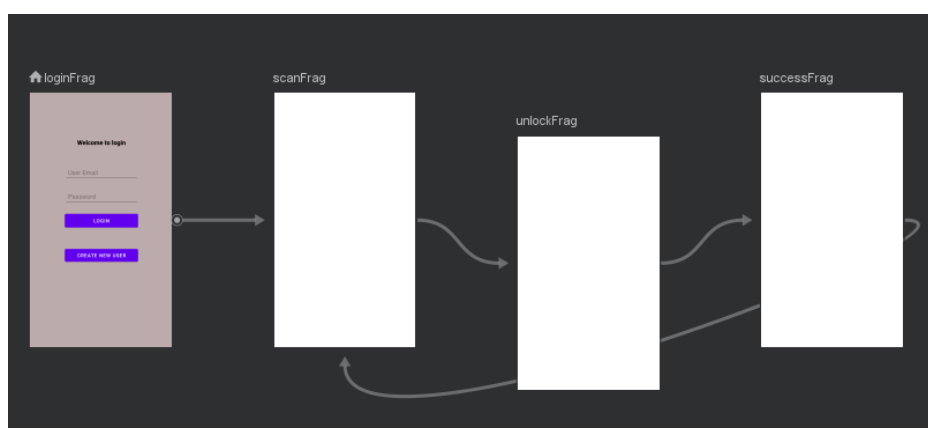 loginFrag
Welcome to login
User Email
Password
LOGIN
CREATE NEW USER
scanFrag
unlockFrag
successFrag